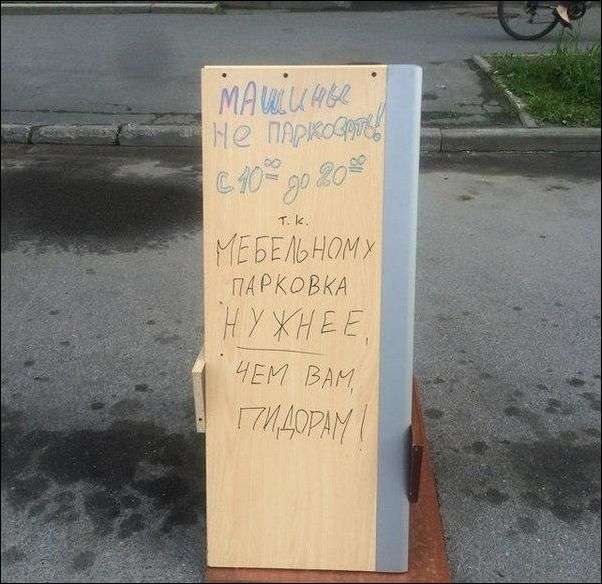 МАШИНЫ
НЕ ПАРКОВАТЬ!
с 10⁰⁰ до 20⁰⁰
т.к.
МЕБЕЛЬНОМУ
ПАРКОВКА
НУЖНЕЕ,
ЧЕМ ВАМ,
ПИДОРАМ!